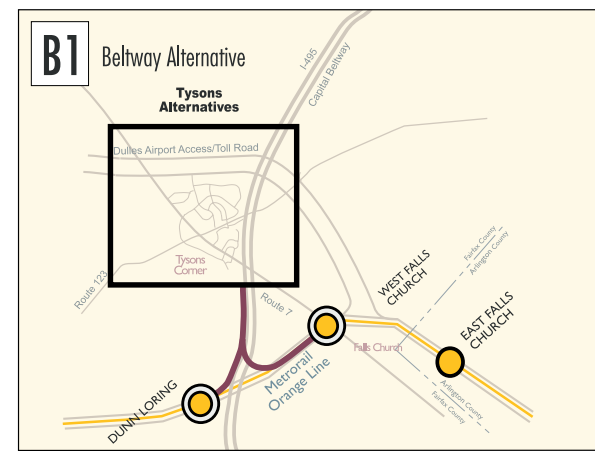 B1 Beltway Alternative
Tysons
Alternatives
I-495
Capital Beltway
Dulles Airport Access/Toll Road
Tysons
Corner
Route 123
Route 7
WEST FALLS
CHURCH
Fairfax County
Arlington County
EAST FALLS
CHURCH
Falls Church
Metrorail
Orange Line
DUNN LORING
Arlington County
Fairfax County